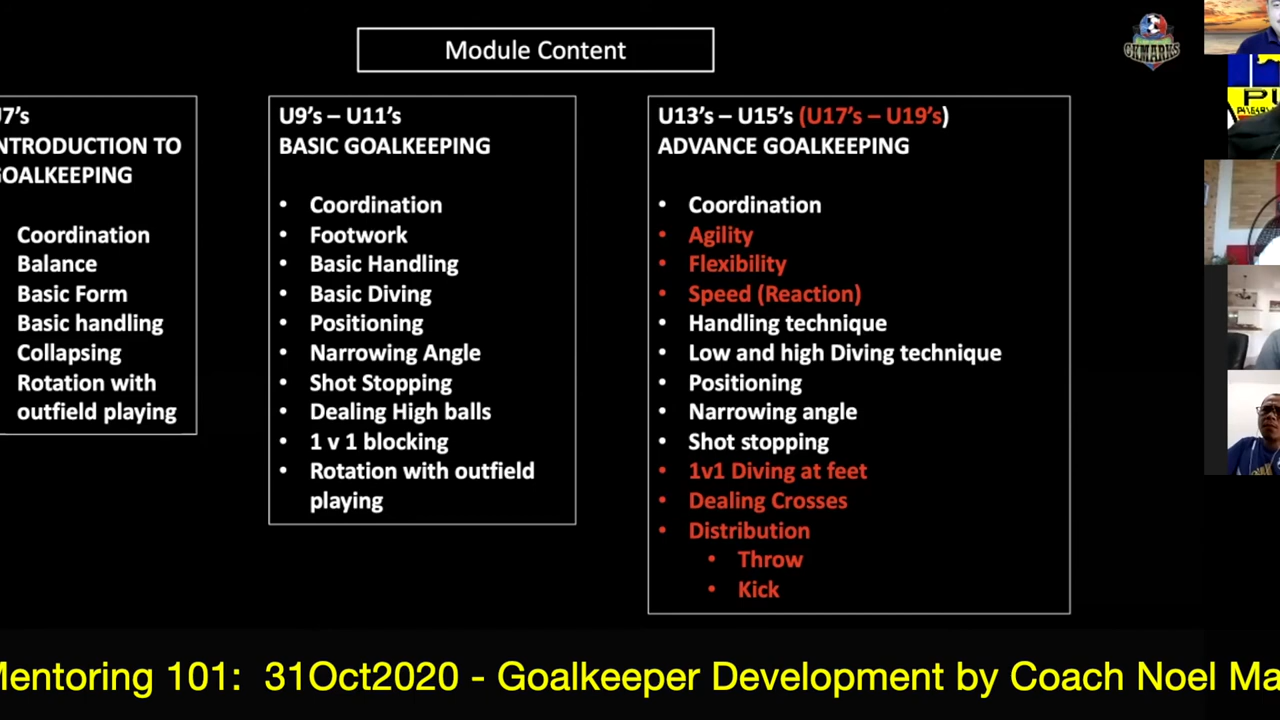 Module Content
CKMARKS
U7's
INTRODUCTION TO
GOALKEEPING
Coordination
Balance
Basic Form
Basic handling
Collapsing
Rotation with
outfield playing
U9's – U11's
BASIC GOALKEEPING
• Coordination
• Footwork
• Basic Handling
• Basic Diving
• Positioning
• Narrowing Angle
• Shot Stopping
• Dealing High balls
• 1 v 1 blocking
• Rotation with outfield
playing
U13's – U15's (U17's – U19's)
ADVANCE GOALKEEPING
• Coordination
• Agility
• Flexibility
• Speed (Reaction)
• Handling technique
• Low and high Diving technique
• Positioning
• Narrowing angle
• Shot stopping
• 1v1 Diving at feet
• Dealing Crosses
• Distribution
• Throw
• Kick
Mentoring 101: 31Oct2020 - Goalkeeper Development by Coach Noel Ma